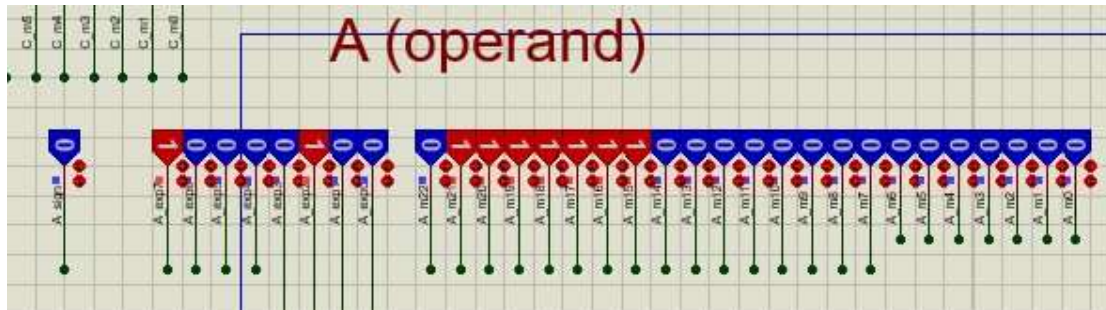 C_m5 C_m4 C_m3 C_m2 C_m1 C_m0
A (operand)
0 1 0 0 0 0 1 0 0 0 1 1 1 1 1 1 1 0 0 0 0 0 0 0 0 0 0 0 0 0 0 0
A_sign A_exp7 A_m22 A_m21 A_m20 A_m19 A_m18 A_m17 A_m16 A_m15 A_m14 A_m13 A_m12 A_m11 A_m10 A_m9 A_m8 A_m7 A_m6 A_m5 A_m4 A_m3 A_m2 A_m1 A_m0